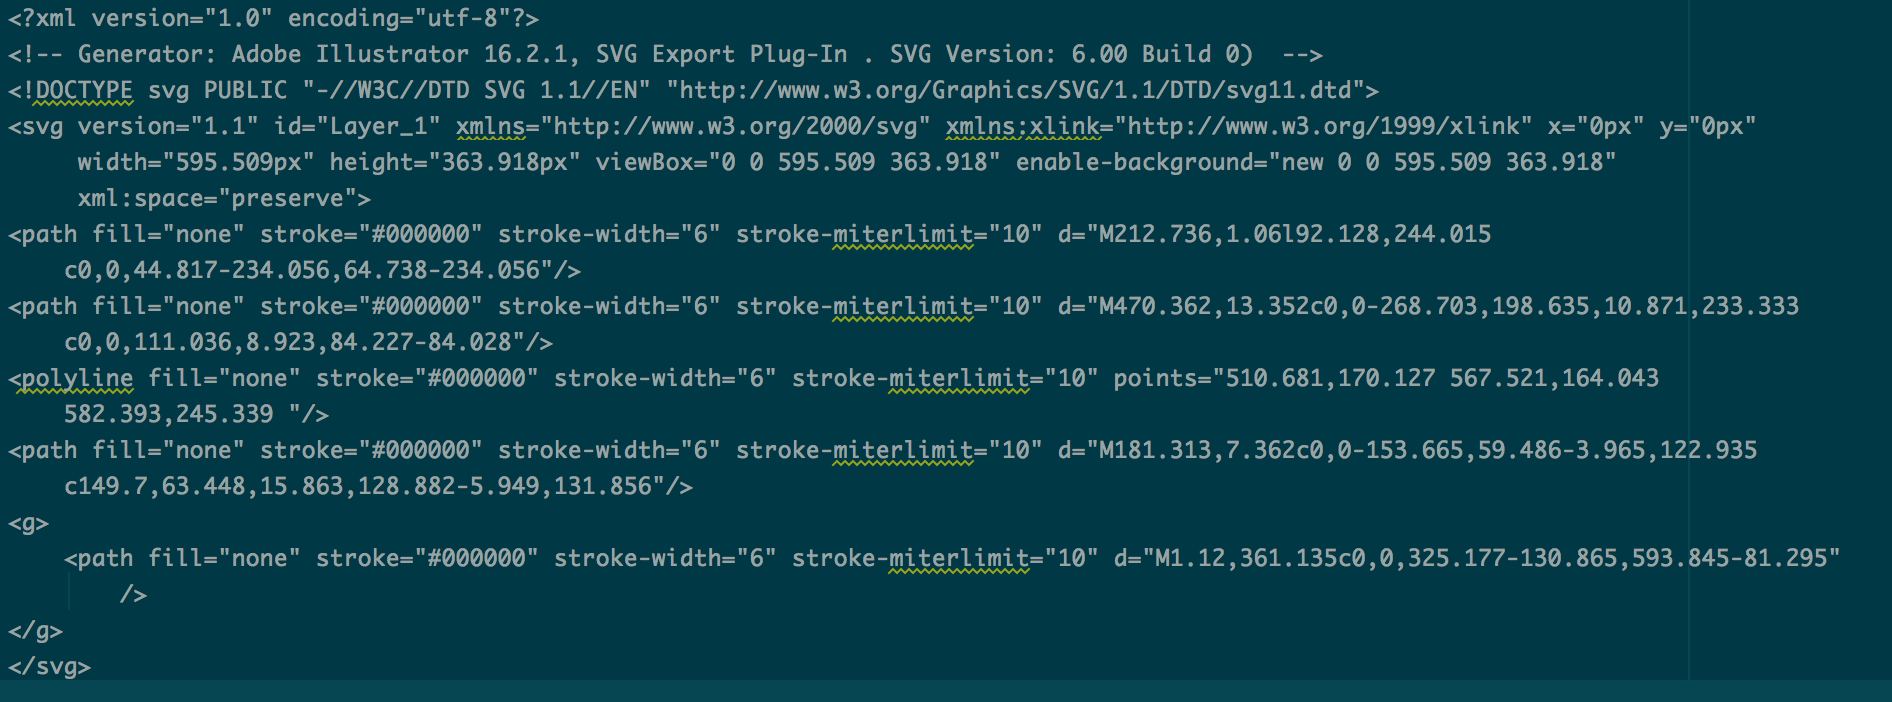 <?xml version="1.0" encoding="utf-8"?>
<!-- Generator: Adobe Illustrator 16.2.1, SVG Export Plug-In . SVG Version: 6.00 Build 0)  -->
<!DOCTYPE svg PUBLIC "-//W3C//DTD SVG 1.1//EN" "http://www.w3.org/Graphics/SVG/1.1/DTD/svg11.dtd">
<svg version="1.1" id="Layer_1" xmlns="http://www.w3.org/2000/svg" xmlns:xlink="http://www.w3.org/1999/xlink" x="0px" y="0px"
     width="595.509px" height="363.918px" viewBox="0 0 595.509 363.918" enable-background="new 0 0 595.509 363.918"
     xml:space="preserve">
<path fill="none" stroke="#000000" stroke-width="6" stroke-miterlimit="10" d="M212.736,1.06l92.128,244.015
    c0,0,44.817-234.056,64.738-234.056"/>
<path fill="none" stroke="#000000" stroke-width="6" stroke-miterlimit="10" d="M470.362,13.352c0,0-268.703,198.635,10.871,233.333
    c0,0,111.036,8.923,84.227-84.028"/>
<polyline fill="none" stroke="#000000" stroke-width="6" stroke-miterlimit="10" points="510.681,170.127 567.521,164.043
    582.393,245.339 "/>
<path fill="none" stroke="#000000" stroke-width="6" stroke-miterlimit="10" d="M181.313,7.362c0,0-153.665,59.486-3.965,122.935
    c149.7,63.448,15.863,128.882-5.949,131.856"/>
<g>
    <path fill="none" stroke="#000000" stroke-width="6" stroke-miterlimit="10" d="M1.12,361.135c0,0,325.177-130.865,593.845-81.295"
        />
</g>
</svg>